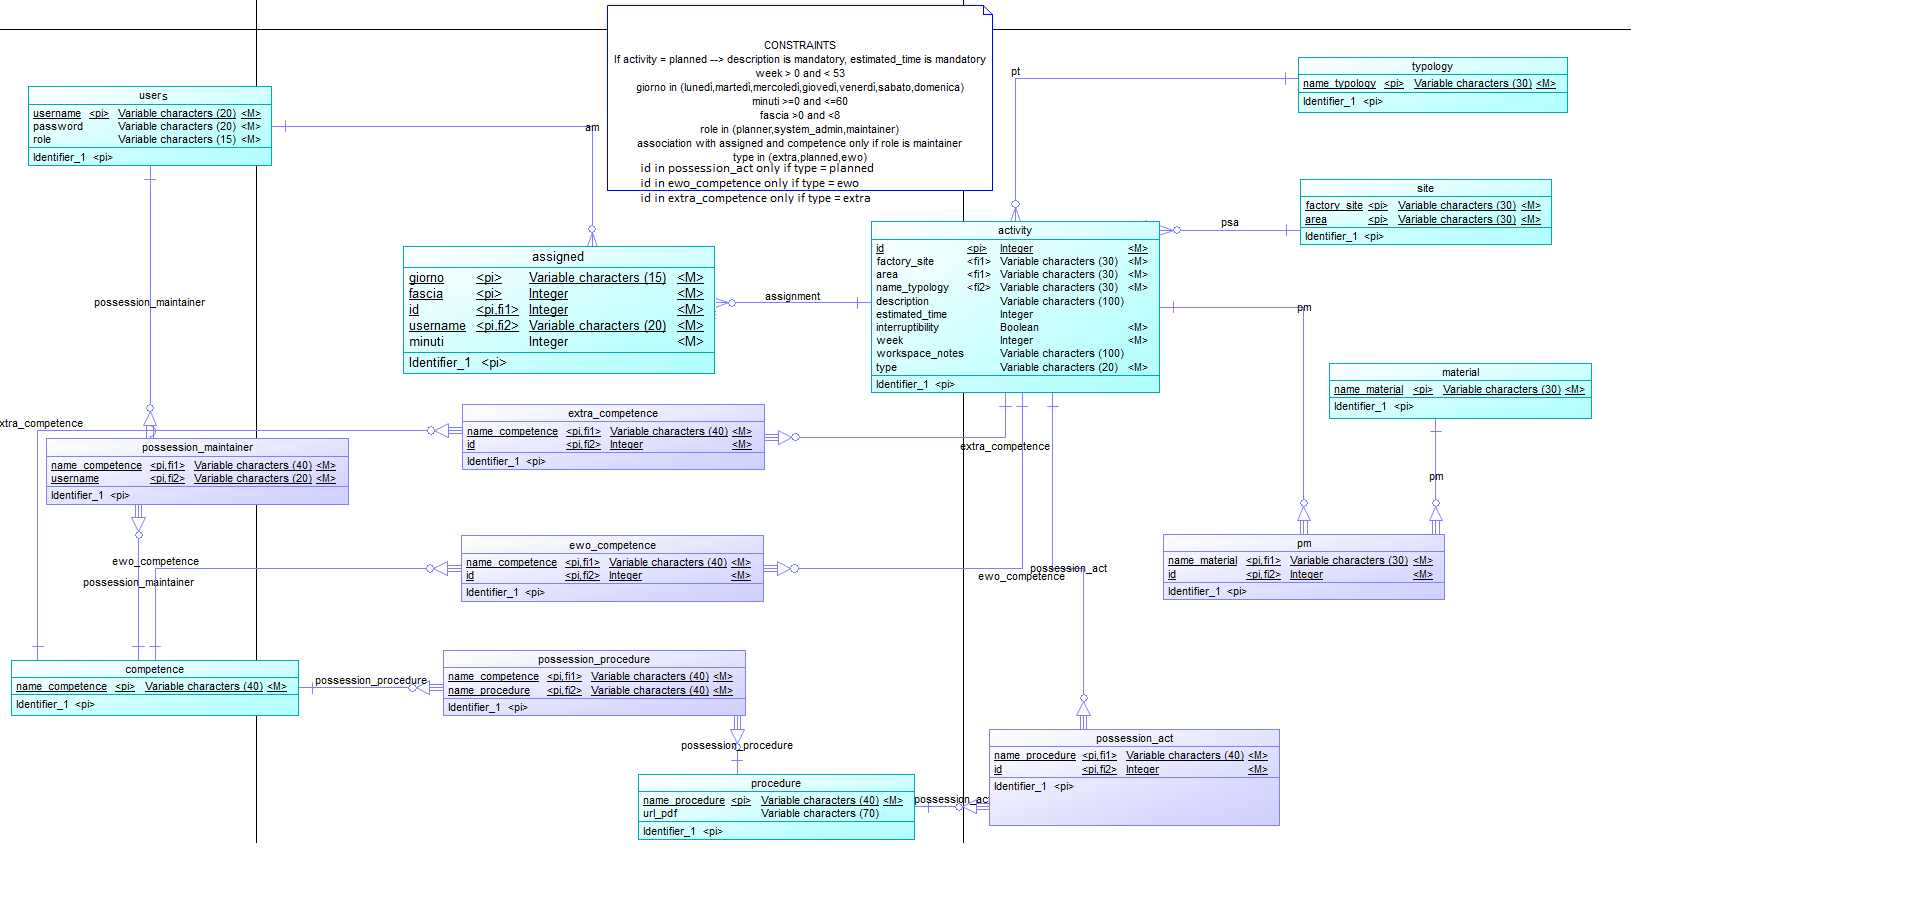 CONSTRAINTS
If activity = planned --> description is mandatory, estimated_time is mandatory
week > 0 and < 53
giorno in (lunedì,martedì,mercoledì,giovedì,venerdì,sabato,domenica)
minuti >=0 and <=60
fascia >0 and <8
role in (planner,system_admin,maintainer)
association with assigned and competence only if role is maintainer
type in (extra,planned,ewo)
id in possession_act only if type = planned
id in ewo_competence only if type = ewo
id in extra_competence only if type = extra
users
username <pi> Variable characters (20) <M>
password Variable characters (20) <M>
role Variable characters (15) <M>
Identifier_1 <pi>
am
pt
typology
name_typology <pi> Variable characters (30) <M>
Identifier_1 <pi>
site
factory_site <pi> Variable characters (30) <M>
area <pi> Variable characters (30) <M>
Identifier_1 <pi>
psa
activity
id <pi> Integer <M>
factory_site <fi1> Variable characters (30) <M>
area <fi1> Variable characters (30) <M>
name_typology <fi2> Variable characters (30) <M>
description Variable characters (100)
estimated_time Integer
interruptibility Boolean <M>
week Integer <M>
workspace_notes Variable characters (100)
type Variable characters (20) <M>
Identifier_1 <pi>
assigned
giorno <pi> Variable characters (15) <M>
fascia <pi> Integer <M>
id <pi,fi1> Integer <M>
username <pi,fi2> Variable characters (20) <M>
minuti Integer <M>
Identifier_1 <pi>
assignment
possession_maintainer
pm
material
name_material <pi> Variable characters (30) <M>
Identifier_1 <pi>
pm
xtra_competence
extra_competence
name_competence <pi,fi1> Variable characters (40) <M>
id <pi,fi2> Integer <M>
Identifier_1 <pi>
extra_competence
possession_maintainer
name_competence <pi,fi1> Variable characters (40) <M>
username <pi,fi2> Variable characters (20) <M>
Identifier_1 <pi>
ewo_competence
possession_maintainer
ewo_competence
name_competence <pi,fi1> Variable characters (40) <M>
id <pi,fi2> Integer <M>
Identifier_1 <pi>
ewo_competence
possession_act
pm
name_material <pi,fi1> Variable characters (30) <M>
id <pi,fi2> Integer <M>
Identifier_1 <pi>
competence
name_competence <pi> Variable characters (40) <M>
Identifier_1 <pi>
possession_procedure
possession_procedure
name_competence <pi,fi1> Variable characters (40) <M>
name_procedure <pi,fi2> Variable characters (40) <M>
Identifier_1 <pi>
possession_procedure
procedure
name_procedure <pi> Variable characters (40) <M>
url_pdf Variable characters (70)
Identifier_1 <pi>
possession_act
possession_act
name_procedure <pi,fi1> Variable characters (40) <M>
id <pi,fi2> Integer <M>
Identifier_1 <pi>